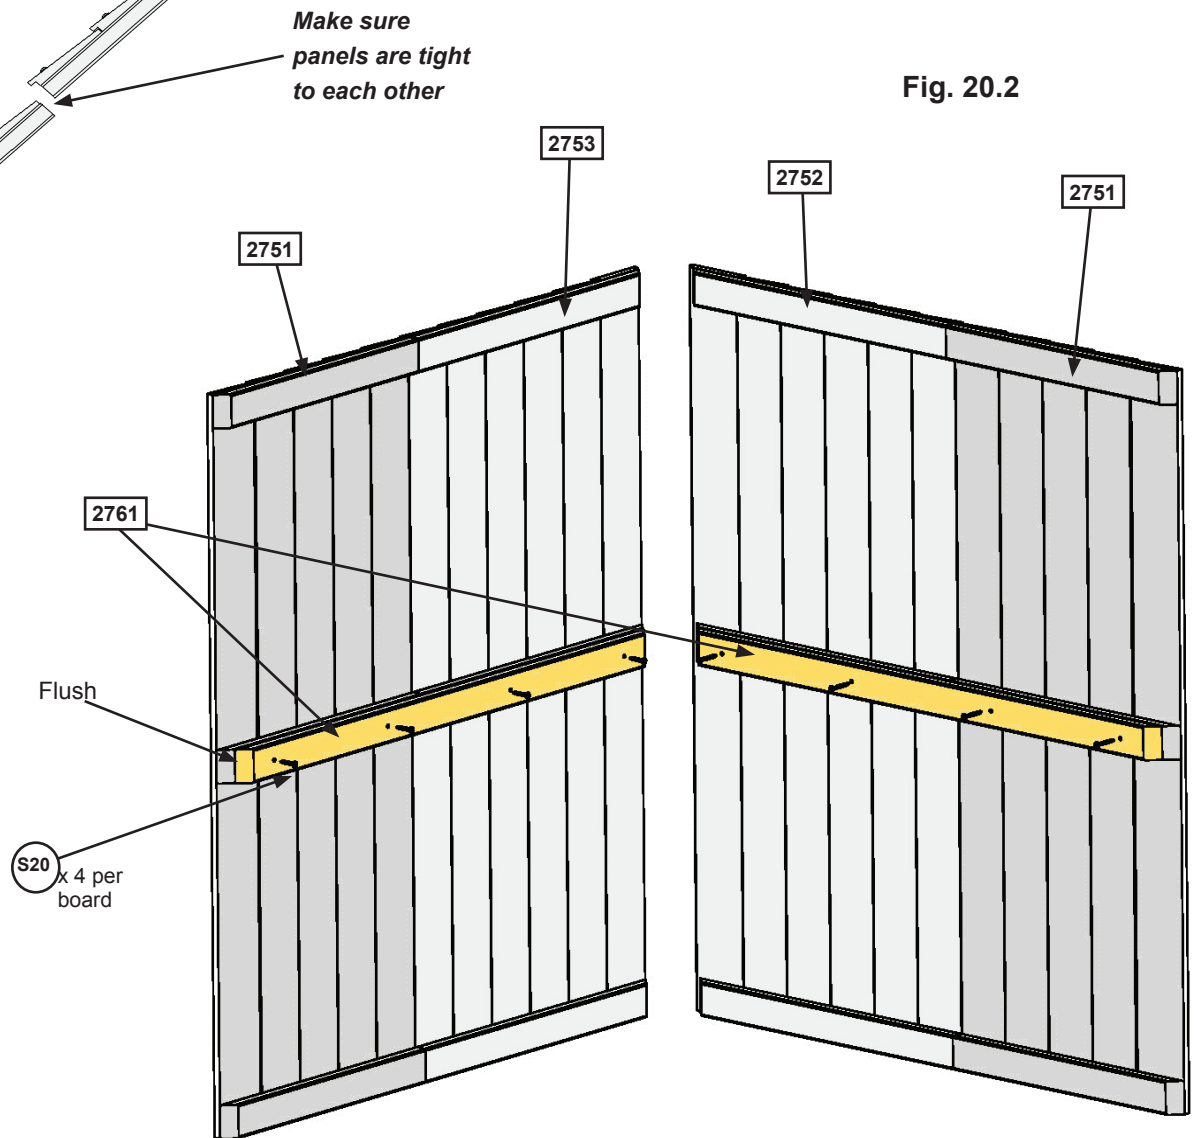 Make sure
panels are tight
to each other
Fig. 20.2
2753
2752
2751
2751
2761
Flush
S20
x 4 per
board